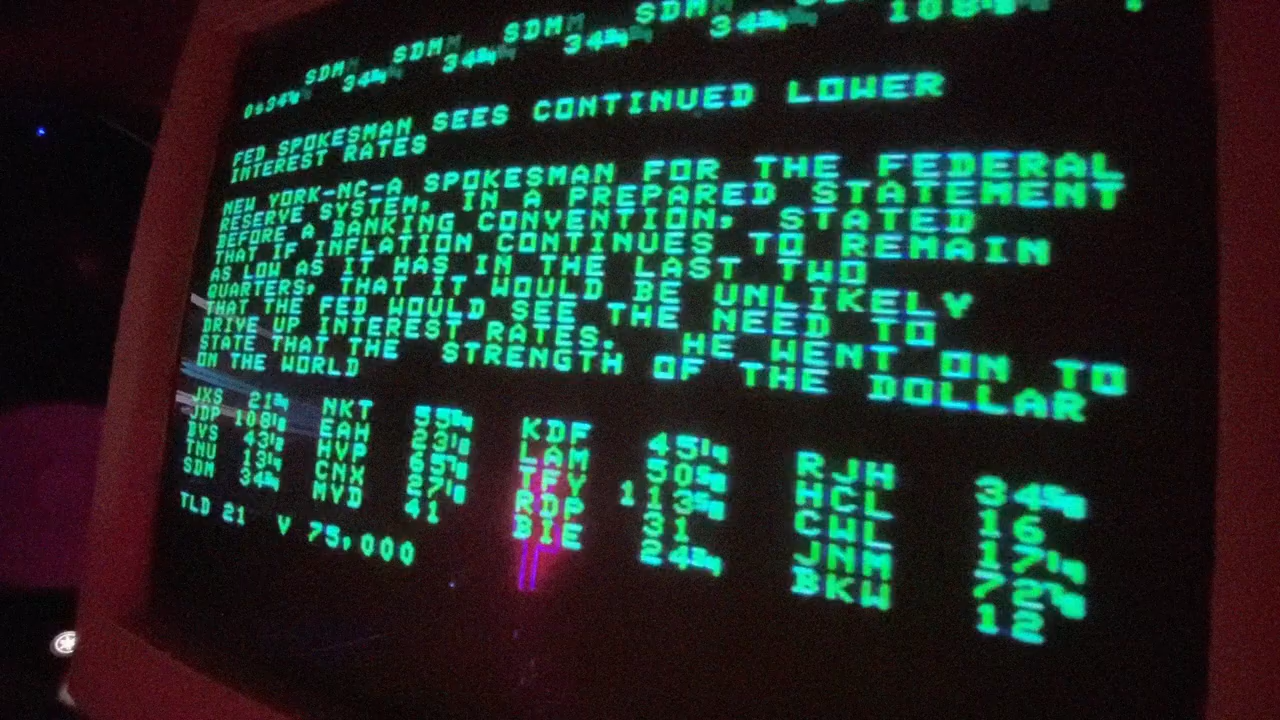 SDM SDM SDM SDM
FED SPOKESMAN SEES CONTINUED LOWER
INTEREST RATES
NEW YORK-NC-A SPOKESMAN FOR THE FEDERAL
RESERVE SYSTEM, IN A PREPARED STATEMENT
BEFORE A BANKING CONVENTION, STATED
THAT IF INFLATION CONTINUES TO REMAIN
AS LOW AS IT HAS IN THE LAST TWO
QUARTERS, THAT IT WOULD BE UNLIKELY
THAT THE FED WOULD SEE THE NEED TO
DRIVE UP INTEREST RATES. HE WENT ON TO
STATE THAT THE STRENGTH OF THE DOLLAR
ON THE WORLD
JXS NKT KDF RJH
JDP EAH LAM HCL 16
BVS HVP TFY CWL
TNU CNX RDP 31 JNM
SDM MVD 41 BIE BKW 12
TLD 21 V 75,000